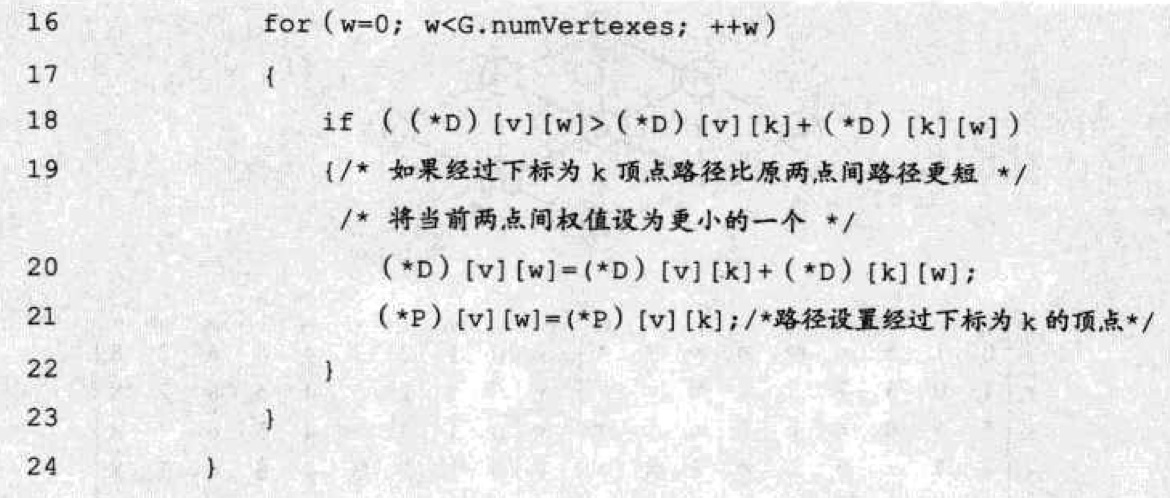 16 for(w=0; w<G.numVertexes; ++w)
17 {
18 if ((*D)[v][w]>(*D)[v][k]+(*D)[k][w])
19 {/* 如果经过下标为 k 顶点路径比原两点间路径更短 */
/* 将当前两点间权值设为更小的一个 */
20 (*D)[v][w]=(*D)[v][k]+(*D)[k][w];
21 (*P)[v][w]=(*P)[v][k];/*路径设置经过下标为 k 的顶点*/
22 }
23 }
24 }